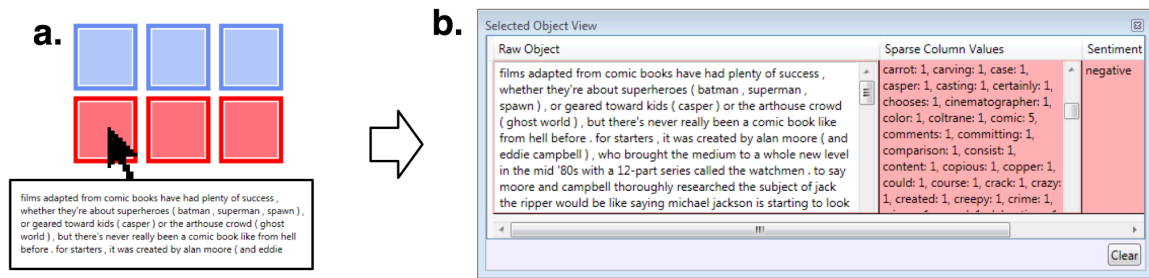 a.
films adapted from comic books have had plenty of success ,
whether they're about superheroes ( batman , superman , spawn ) ,
or geared toward kids ( casper ) or the arthouse crowd ( ghost
world ) , but there's never really been a comic book like from hell
before . for starters , it was created by alan moore ( and eddie
b.
Selected Object View
Raw Object
films adapted from comic books have had plenty of success ,
whether they're about superheroes ( batman , superman ,
spawn ) , or geared toward kids ( casper ) or the arthouse crowd
( ghost world ) , but there's never really been a comic book like
from hell before . for starters , it was created by alan moore ( and
eddie campbell ) , who brought the medium to a whole new level
in the mid '80s with a 12-part series called the watchmen . to say
moore and campbell thoroughly researched the subject of jack
the ripper would be like saying michael jackson is starting to look
Sparse Column Values
carrot: 1, carving: 1, case: 1,
casper: 1, casting: 1, certainly: 1,
chooses: 1, cinematographer: 1,
color: 1, coltrane: 1, comic: 5,
comments: 1, committing: 1,
comparison: 1, consist: 1,
content: 1, copious: 1, copper: 1,
could: 1, course: 1, crack: 1, crazy:
1, created: 1, creepy: 1, crime: 1,
Sentiment
negative
Clear